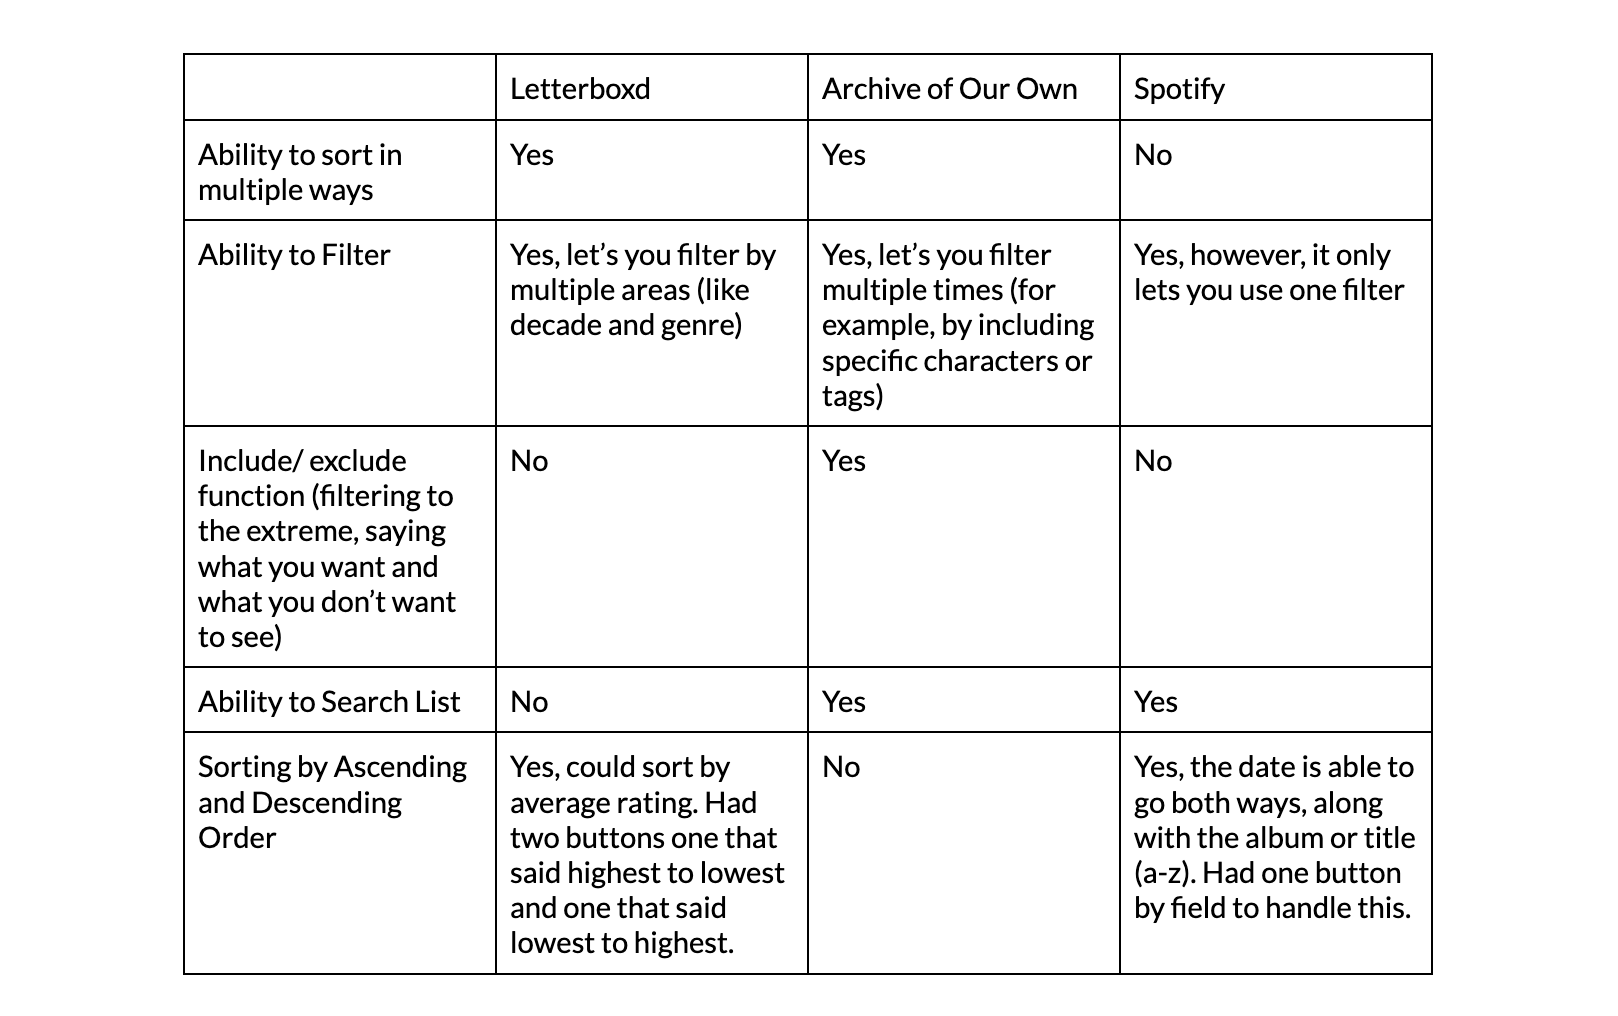 Letterboxd
Archive of Our Own
Spotify
Ability to sort in
multiple ways
Yes
Yes
No
Ability to Filter
Yes, let’s you filter by
multiple areas (like
decade and genre)
Yes, let’s you filter
multiple times (for
example, by including
specific characters or
tags)
Yes, however, it only
lets you use one filter
Include/ exclude
function (filtering to
the extreme, saying
what you want and
what you don’t want
to see)
No
Yes
No
Ability to Search List
No
Yes
Yes
Sorting by Ascending
and Descending
Order
Yes, could sort by
average rating. Had
two buttons one that
said highest to lowest
and one that said
lowest to highest.
No
Yes, the date is able to
go both ways, along
with the album or title
(a-z). Had one button
by field to handle this.